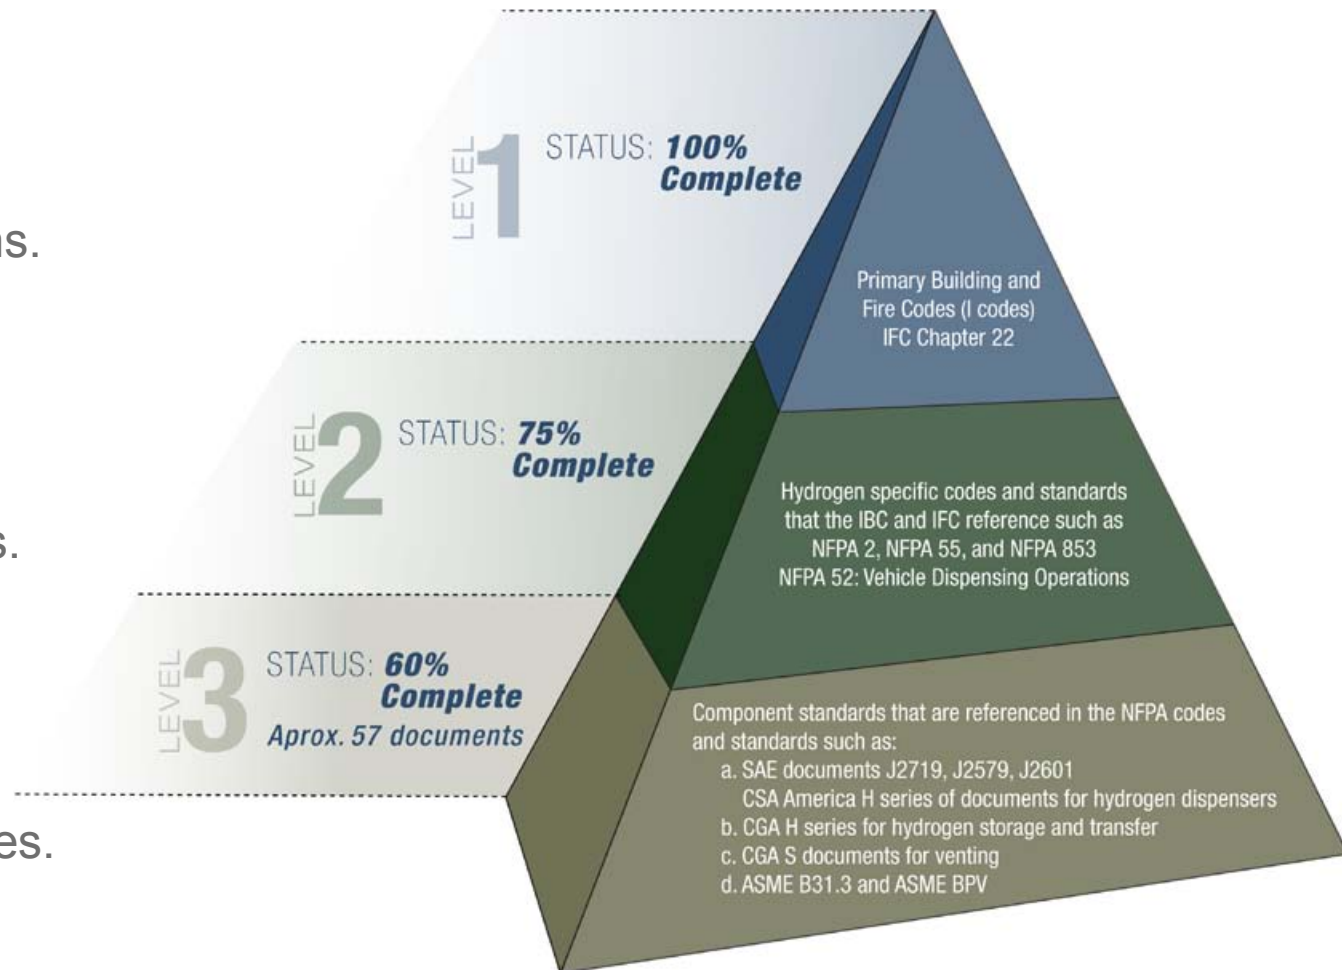 LEVEL 1
STATUS: 100%
Complete
Primary Building and
Fire Codes (I codes)
IFC Chapter 22
ns.
LEVEL 2
STATUS: 75%
Complete
Hydrogen specific codes and standards
that the IBC and IFC reference such as
NFPA 2, NFPA 55, and NFPA 853
NFPA 52: Vehicle Dispensing Operations
s.
LEVEL 3
STATUS: 60%
Complete
Aprox. 57 documents
Component standards that are referenced in the NFPA codes
and standards such as:
a. SAE documents J2719, J2579, J2601
CSA America H series of documents for hydrogen dispensers
b. CGA H series for hydrogen storage and transfer
c. CGA S documents for venting
d. ASME B31.3 and ASME BPV
es.